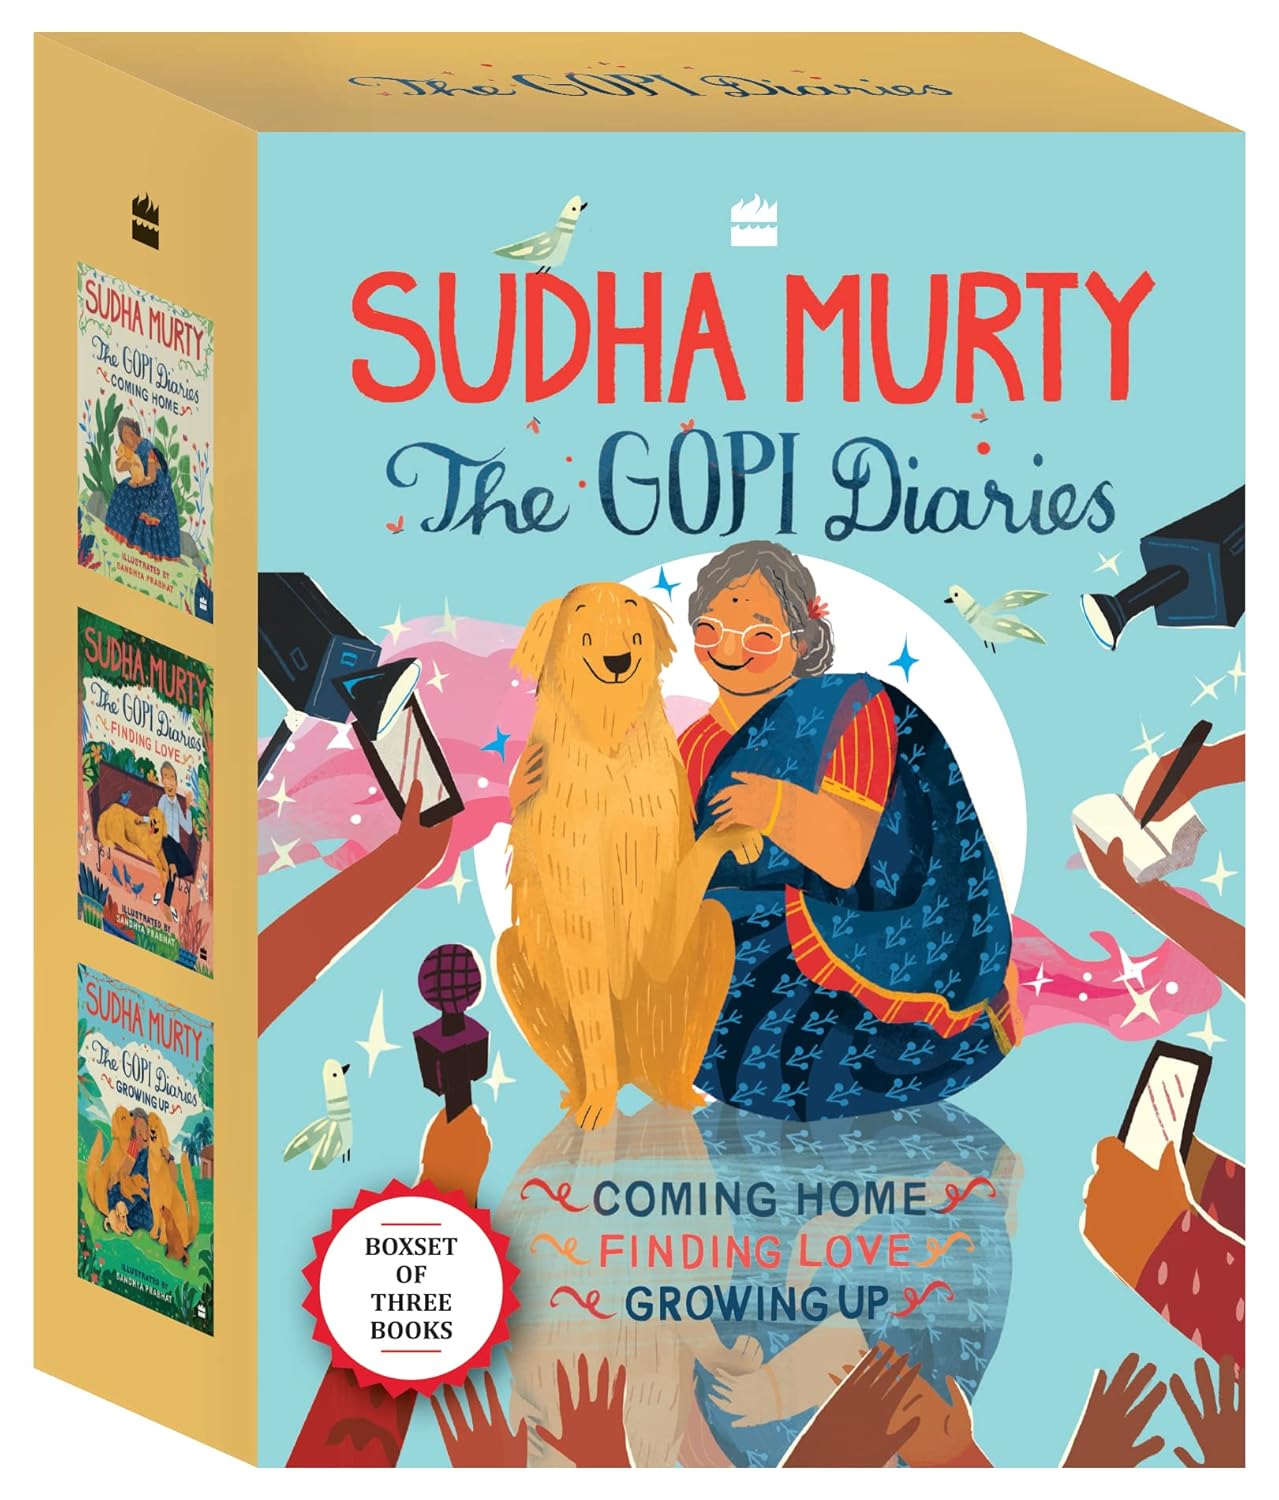 The GOPI Diaries
SUDHA MURTY
The GOPI Diaries
COMING HOME
ILLUSTRATED BY
SANDHYA PRABHAT
SUDHA MURTY
The GOPI Diaries
FINDING LOVE
ILLUSTRATED BY
SANDHYA PRABHAT
SUDHA MURTY
The GOPI Diaries
GROWING UP
ILLUSTRATED BY
SANDHYA PRABHAT
SUDHA MURTY
The GOPI Diaries
COMING HOME
FINDING LOVE
GROWING UP
BOXSET
OF
THREE
BOOKS